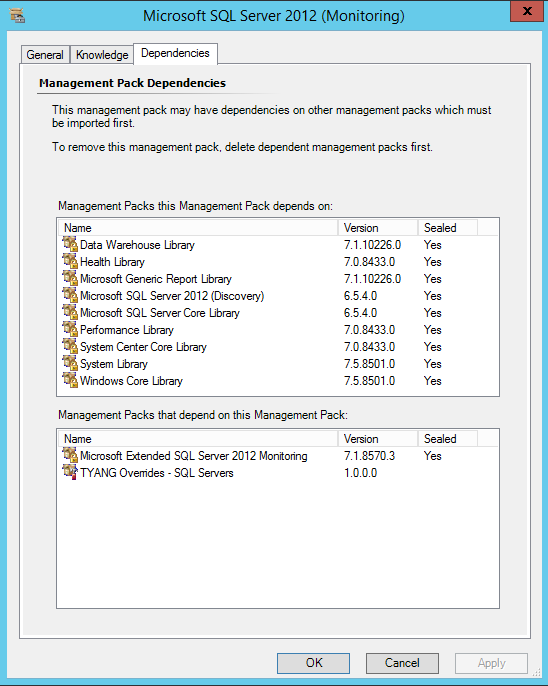 Microsoft SQL Server 2012 (Monitoring)
x
General Knowledge Dependencies
Management Pack Dependencies
This management pack may have dependencies on other management packs which must
be imported first.
To remove this management pack, delete dependent management packs first.
Management Packs this Management Pack depends on:
Name Version Sealed
Data Warehouse Library 7.1.10226.0 Yes
Health Library 7.0.8433.0 Yes
Microsoft Generic Report Library 7.1.10226.0 Yes
Microsoft SQL Server 2012 (Discovery) 6.5.4.0 Yes
Microsoft SQL Server Core Library 6.5.4.0 Yes
Performance Library 7.0.8433.0 Yes
System Center Core Library 7.0.8433.0 Yes
System Library 7.5.8501.0 Yes
Windows Core Library 7.5.8501.0 Yes
Management Packs that depend on this Management Pack:
Name Version Sealed
Microsoft Extended SQL Server 2012 Monitoring 7.1.8570.3 Yes
TYANG Overrides - SQL Servers 1.0.0.0
OK Cancel Apply